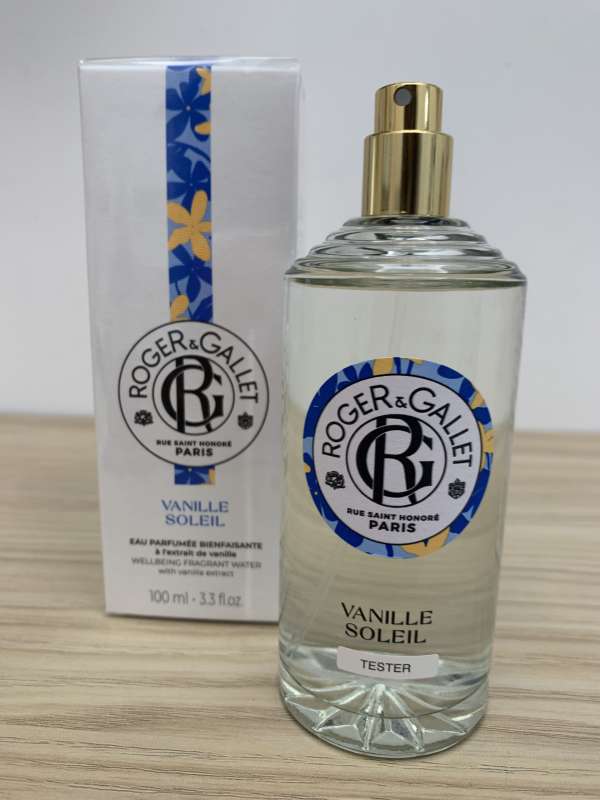 ROGER & GALLET
RG
RUE SAINT HONORÉ
PARIS
VANILLE
SOLEIL
EAU PARFUMÉE BIENFAISANTE
à l'extrait de vanille
WELLBEING FRAGRANT WATER
with vanilla extract
100 ml - 3.3 fl.oz.
ROGER & GALLET
RG
RUE SAINT HONORÉ
PARIS
VANILLE
SOLEIL
TESTER